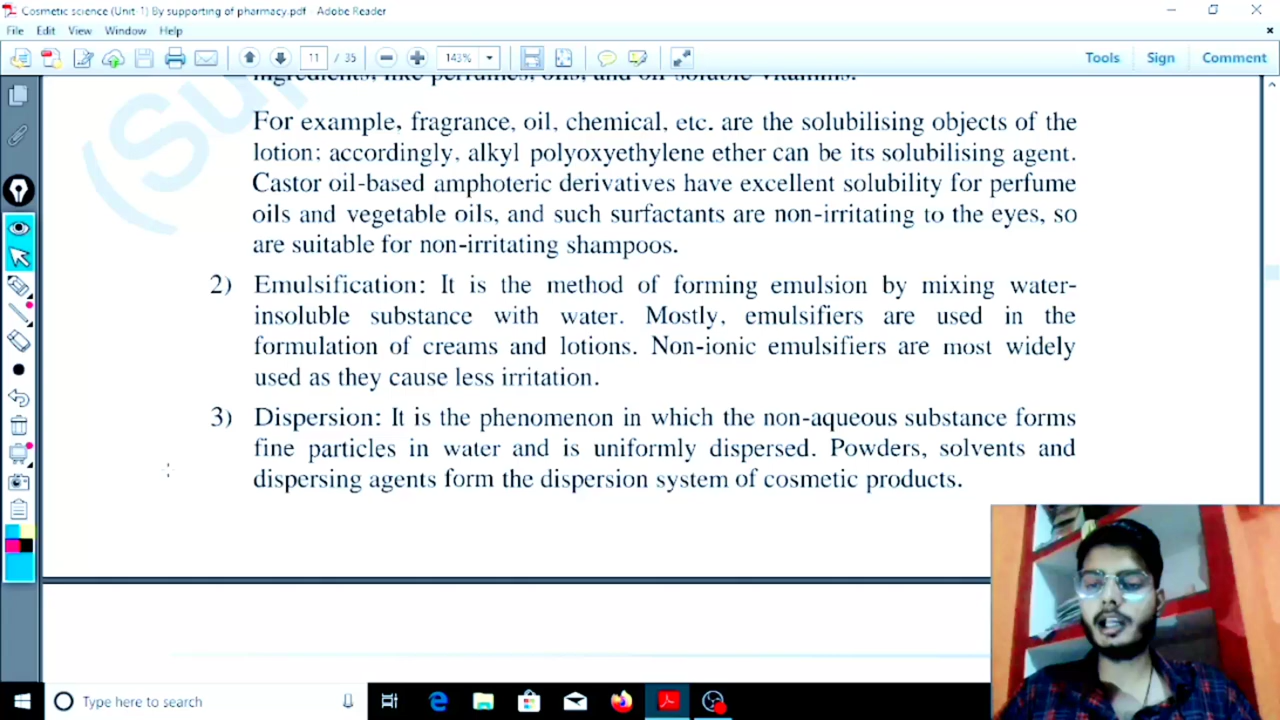 Cosmetic science (Unit-1) By supporting of pharmacy.pdf - Adobe Reader
File Edit View Window Help
11 / 35 143% Tools Sign Comment
ingredients, like perfumes, oils, and oil-soluble vitamins.
For example, fragrance, oil, chemical, etc. are the solubilising objects of the
lotion; accordingly, alkyl polyoxyethylene ether can be its solubilising agent.
Castor oil-based amphoteric derivatives have excellent solubility for perfume
oils and vegetable oils, and such surfactants are non-irritating to the eyes, so
are suitable for non-irritating shampoos.
2) Emulsification: It is the method of forming emulsion by mixing water-
insoluble substance with water. Mostly, emulsifiers are used in the
formulation of creams and lotions. Non-ionic emulsifiers are most widely
used as they cause less irritation.
3) Dispersion: It is the phenomenon in which the non-aqueous substance forms
fine particles in water and is uniformly dispersed. Powders, solvents and
dispersing agents form the dispersion system of cosmetic products.
(Su
Type here to search